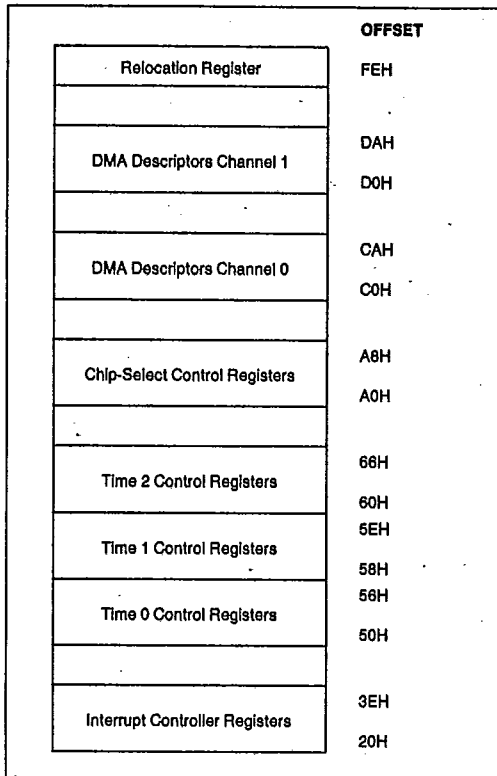 OFFSET
Relocation Register FEH
DAH
DMA Descriptors Channel 1
D0H
CAH
DMA Descriptors Channel 0
C0H
A8H
Chip-Select Control Registers
A0H
66H
Time 2 Control Registers
60H
5EH
Time 1 Control Registers
58H
56H
Time 0 Control Registers
50H
3EH
Interrupt Controller Registers
20H